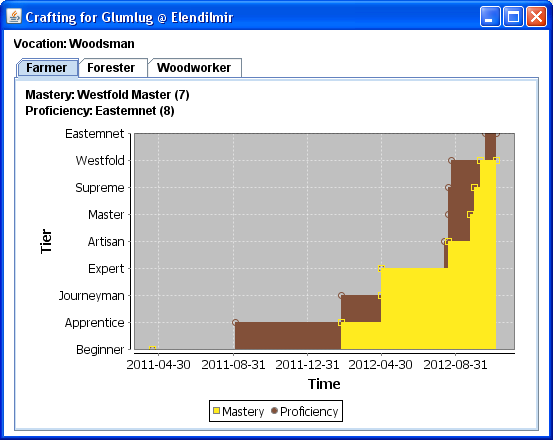 Crafting for Glumlug @ Elendilmir
Vocation: Woodsman
Farmer Forester Woodworker
Mastery: Westfold Master (7)
Proficiency: Eastemnet (8)
Eastemnet
Westfold
Supreme
Master
Artisan
Expert
Journeyman
Apprentice
Beginner
Tier
2011-04-30 2011-08-31 2011-12-31 2012-04-30 2012-08-31
Time
Mastery Proficiency